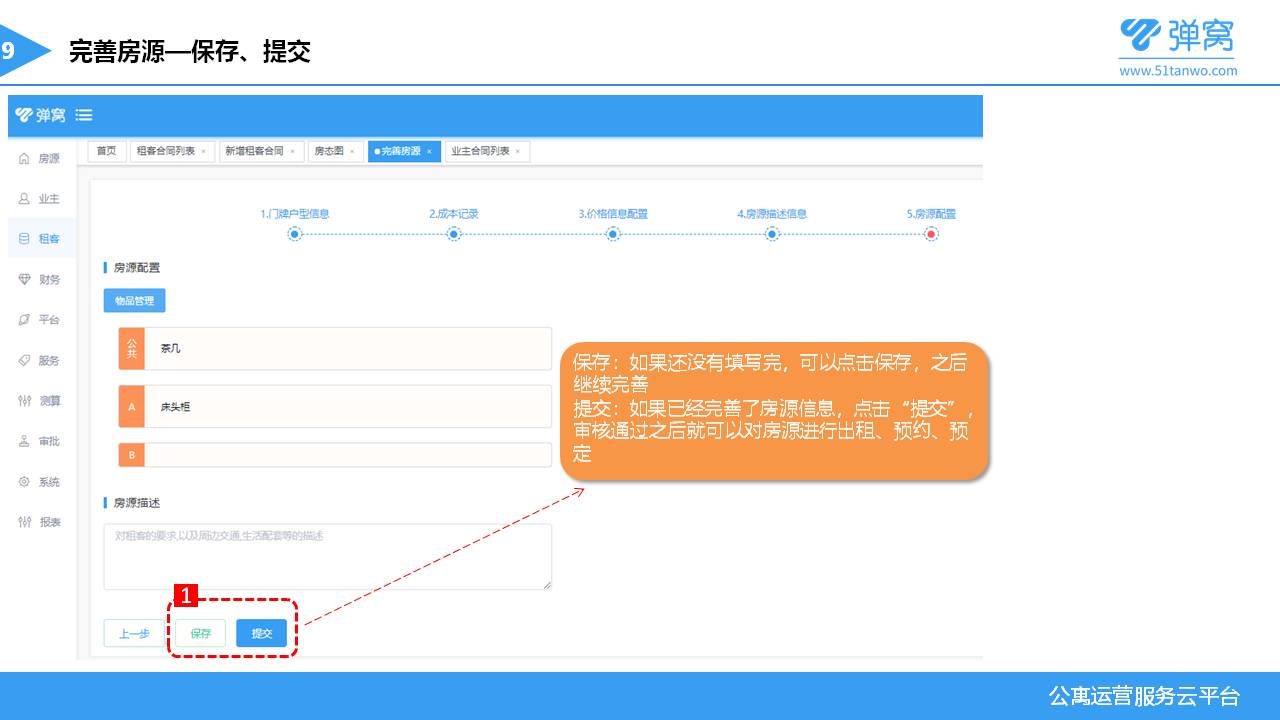 9
完善房源—保存、提交
弹窝
www.51tanwo.com
弹窝
首页 租客合同列表 × 新增租客合同 × 房态图 × 完善房源 × 业主合同列表 ×
房源
业主
租客
财务
平台
服务
测算
审批
系统
报表
1.门牌户型信息 2.成本记录 3.价格信息配置 4.房源描述信息 5.房源配置
房源配置
物品管理
公共 茶几
A 床头柜
B
保存：如果还没有填写完，可以点击保存，之后
继续完善
提交：如果已经完善了房源信息，点击“提交”，
审核通过之后就可以对房源进行出租、预约、预
定
房源描述
对租客的要求,以及周边交通,生活配套等的描述
1
上一步 保存 提交
公寓运营服务云平台